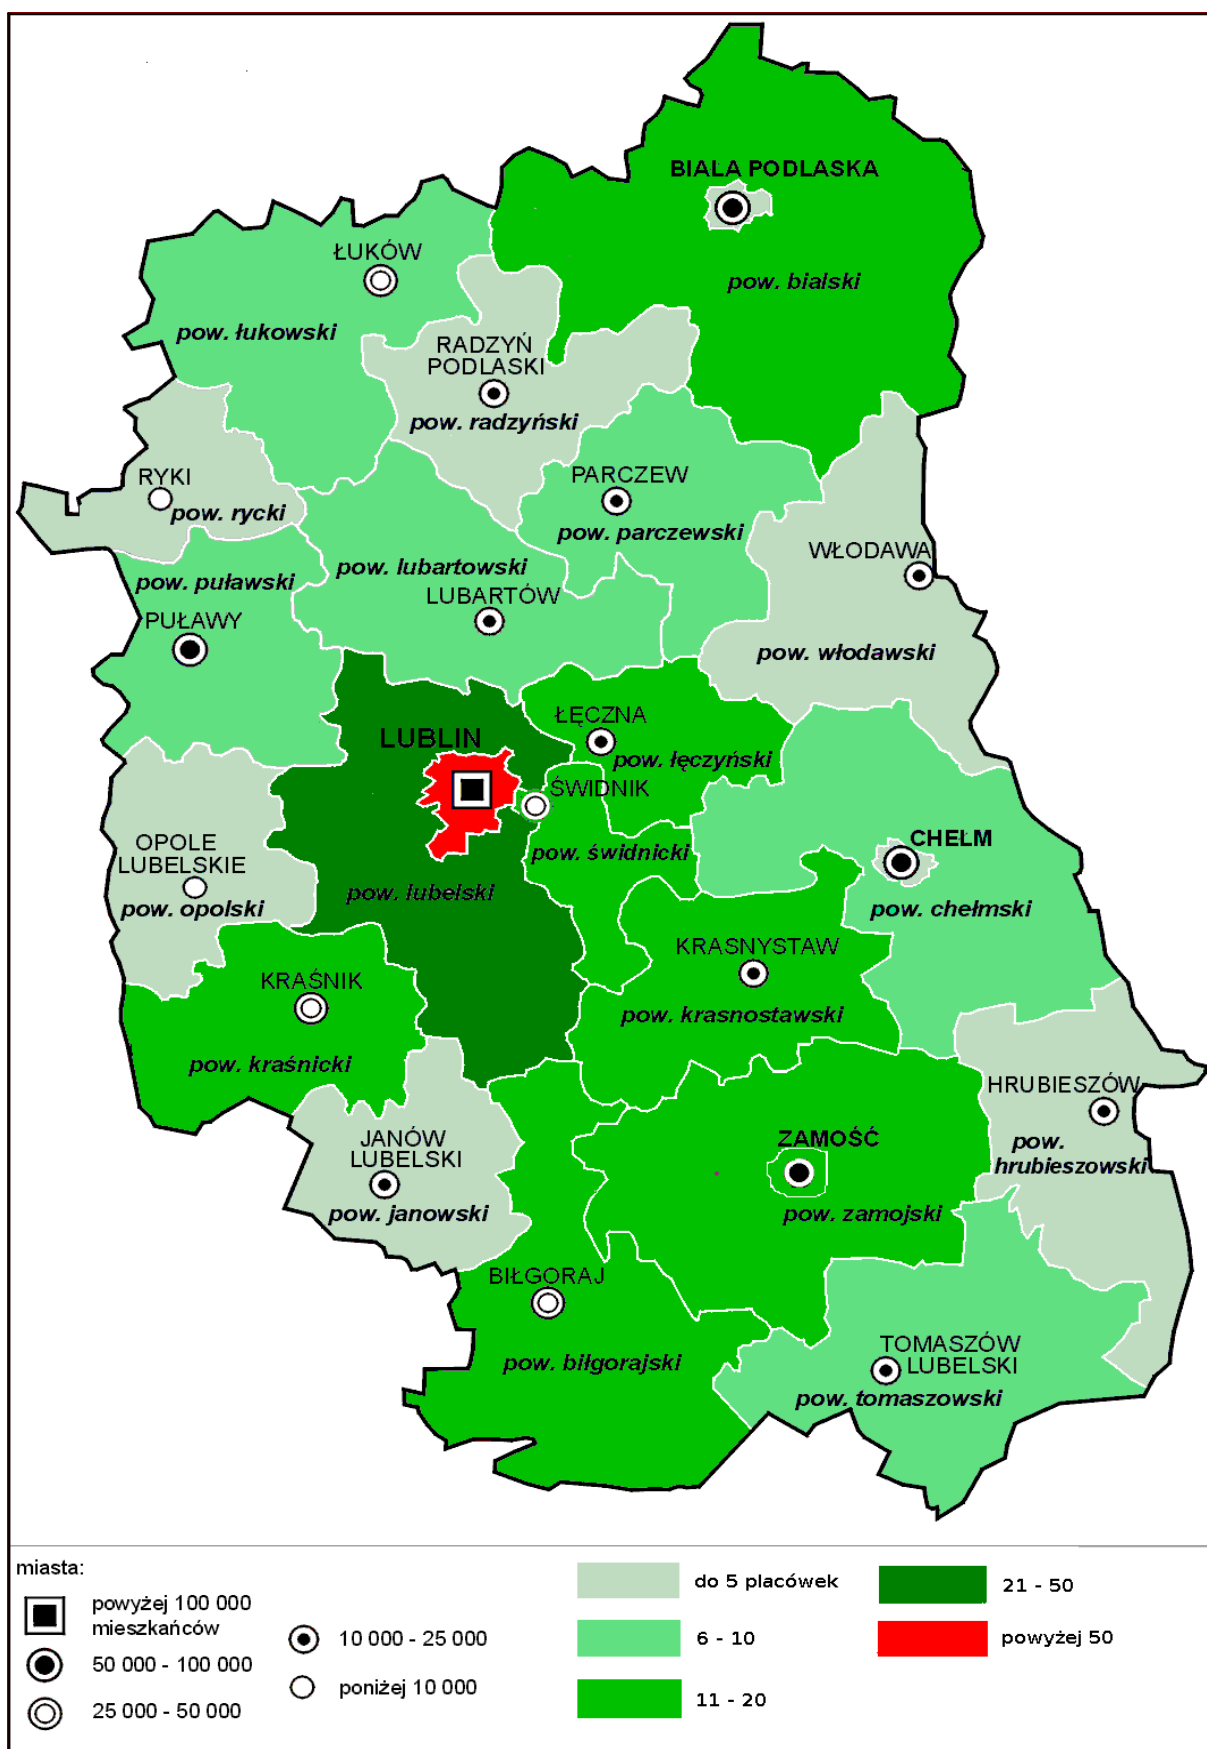 BIALA PODLASKA
pow. bialski
ŁUKÓW
pow. łukowski
RADZYŃ
PODLASKI
pow. radzyński
RYKI
pow. rycki
PARCZEW
pow. parczewski
WŁODAWA
pow. włodawski
pow. puławski
PUŁAWY
pow. lubartowski
LUBARTÓW
LUBLIN
pow. lubelski
ŁĘCZNA
pow. łęczyński
ŚWIDNIK
pow. świdnicki
OPOLE
LUBELSKIE
pow. opolski
CHELM
pow. chełmski
KRAŚNIK
pow. kraśnicki
KRASNYSTAW
pow. krasnostawski
HRUBIESZÓW
pow.
hrubieszowski
JANÓW
LUBELSKI
pow. janowski
ZAMOŚĆ
pow. zamojski
BIŁGORAJ
pow. biłgorajski
TOMASZÓW
LUBELSKI
pow. tomaszowski
miasta:
powyżej 100 000
mieszkańców
50 000 - 100 000
25 000 - 50 000
10 000 - 25 000
poniżej 10 000
do 5 placówek
6 - 10
11 - 20
21 - 50
powyżej 50